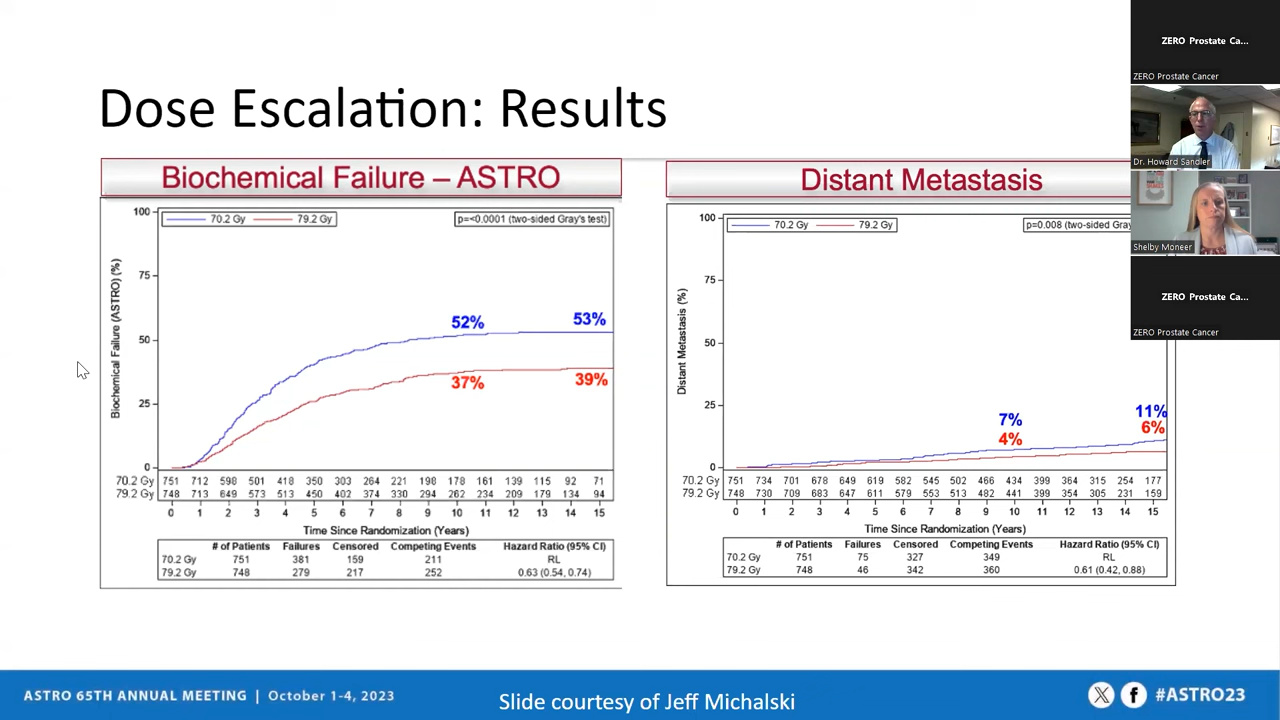 Dose Escalation: Results
Biochemical Failure – ASTRO
100
75
50
25
0
Biochemical Failure (ASTRO) (%)
70.2 Gy 79.2 Gy
p=<0.0001 (two-sided Gray's test)
52%
53%
37%
39%
70.2 Gy 751 712 598 501 418 350 303 264 221 198 178 161 139 115 92 71
79.2 Gy 748 713 649 573 513 450 402 374 330 294 262 234 209 179 134 94
0 1 2 3 4 5 6 7 8 9 10 11 12 13 14 15
Time Since Randomization (Years)
# of Patients Failures Censored Competing Events Hazard Ratio (95% CI)
70.2 Gy 751 381 159 211 RL
79.2 Gy 748 279 217 252 0.63 (0.54, 0.74)
Distant Metastasis
100
75
50
25
0
Distant Metastasis (%)
70.2 Gy 79.2 Gy
p=0.008 (two-sided Gray
7%
4%
11%
6%
70.2 Gy 751 734 701 678 649 619 582 545 502 466 434 399 364 315 254 177
79.2 Gy 748 730 709 683 647 611 579 553 513 482 441 399 354 305 231 159
0 1 2 3 4 5 6 7 8 9 10 11 12 13 14 15
Time Since Randomization (Years)
# of Patients Failures Censored Competing Events Hazard Ratio (95% CI)
70.2 Gy 751 75 327 349 RL
79.2 Gy 748 46 342 360 0.61 (0.42, 0.88)
ZERO Prostate Ca...
ZERO Prostate Cancer
Dr. Howard Sandler
Shelby Moneer
ZERO Prostate Ca...
ZERO Prostate Cancer
ASTRO 65TH ANNUAL MEETING | October 1-4, 2023
Slide courtesy of Jeff Michalski
#ASTRO23